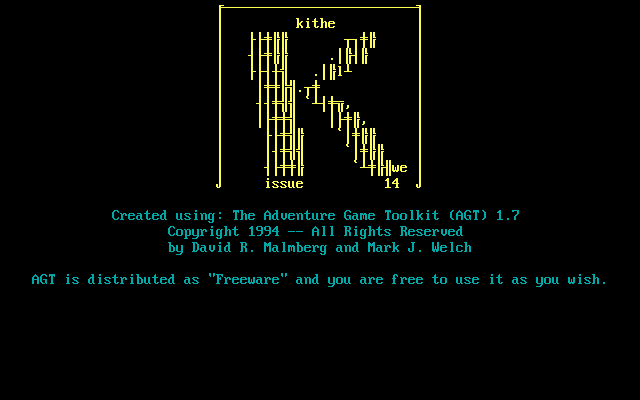 kithe
K
we
issue 14
Created using: The Adventure Game Toolkit (AGT) 1.7
Copyright 1994 -- All Rights Reserved
by David R. Malmberg and Mark J. Welch
AGT is distributed as "Freeware" and you are free to use it as you wish.